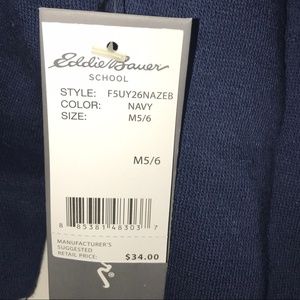 Eddie Bauer
SCHOOL
STYLE: F5UY26NAZEB
COLOR: NAVY
SIZE: M5/6
M5/6
8 85381 48303 7
MANUFACTURER'S
SUGGESTED
RETAIL PRICE: $34.00